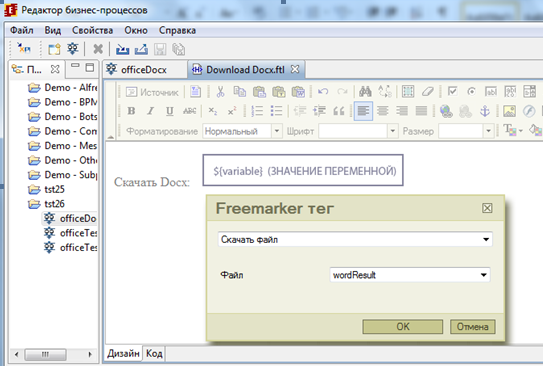 Редактор бизнес-процессов
Файл Вид Свойства Окно Справка
П...
officeDocx
Download Docx.ftl
Demo - Alfre
Demo - BPM
Demo - Bots
Demo - Com
Demo - Mes
Demo - Othe
Demo - Subp
tst25
tst26
officeDo
officeTes
officeTes
Источник
Форматирование Нормальный Шрифт Размер
Скачать Docx:
${variable} (ЗНАЧЕНИЕ ПЕРЕМЕННОЙ)
Freemarker тег
Скачать файл
Файл wordResult
OK Отмена
Дизайн Код